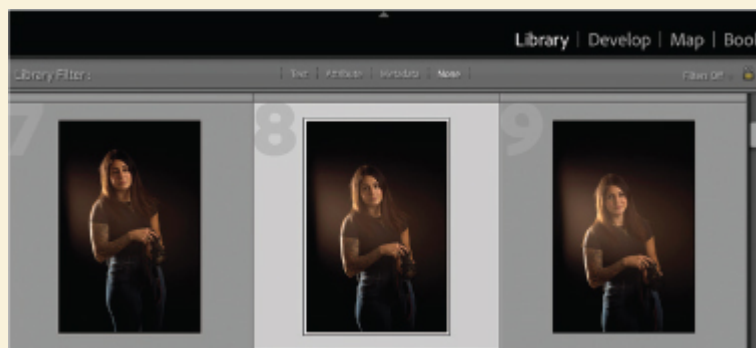 Library | Develop | Map | Book
Library Filter : Text | Attribute | Metadata | None Filters Off
7 8 9